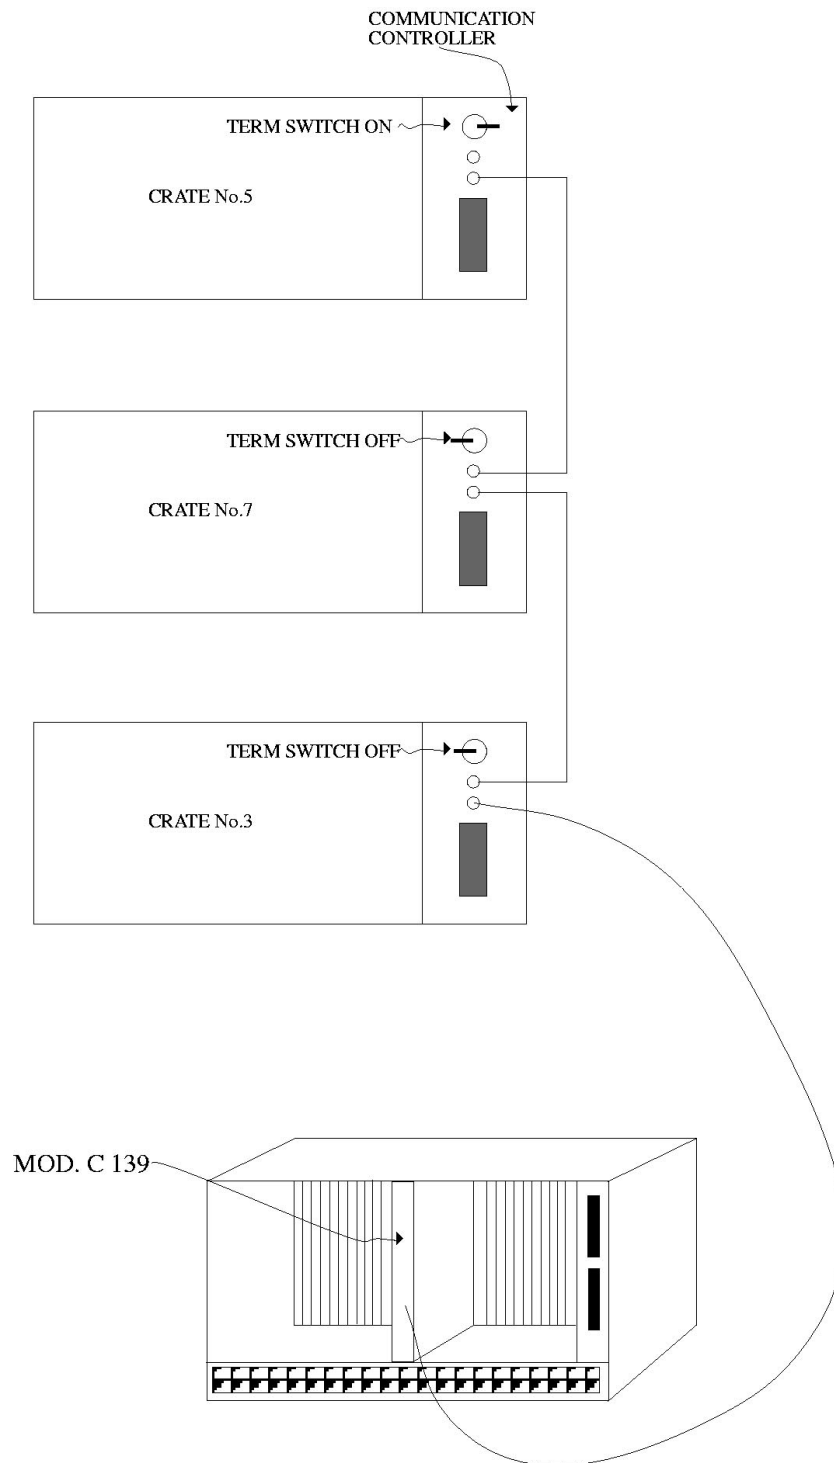 COMMUNICATION
CONTROLLER
TERM SWITCH ON
CRATE No.5
TERM SWITCH OFF
CRATE No.7
TERM SWITCH OFF
CRATE No.3
MOD. C 139